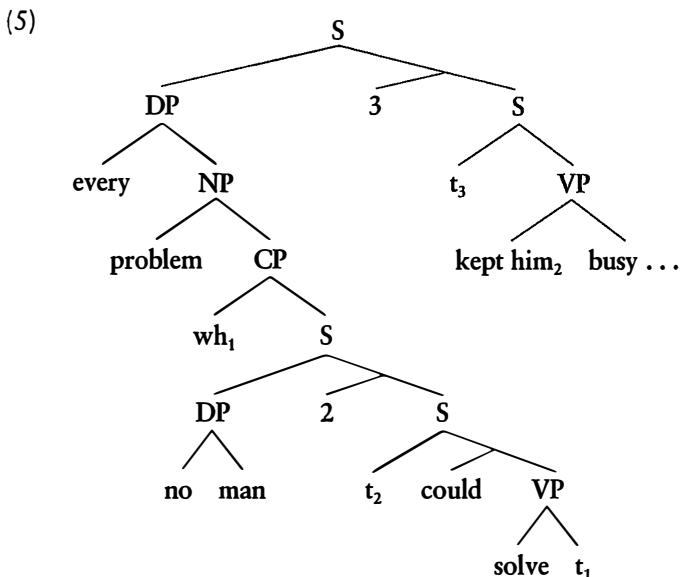 (5)
S
DP 3 S
every NP t₃ VP
problem CP kept him₂ busy ...
wh₁ S
DP 2 S
no man t₂ could VP
solve t₁